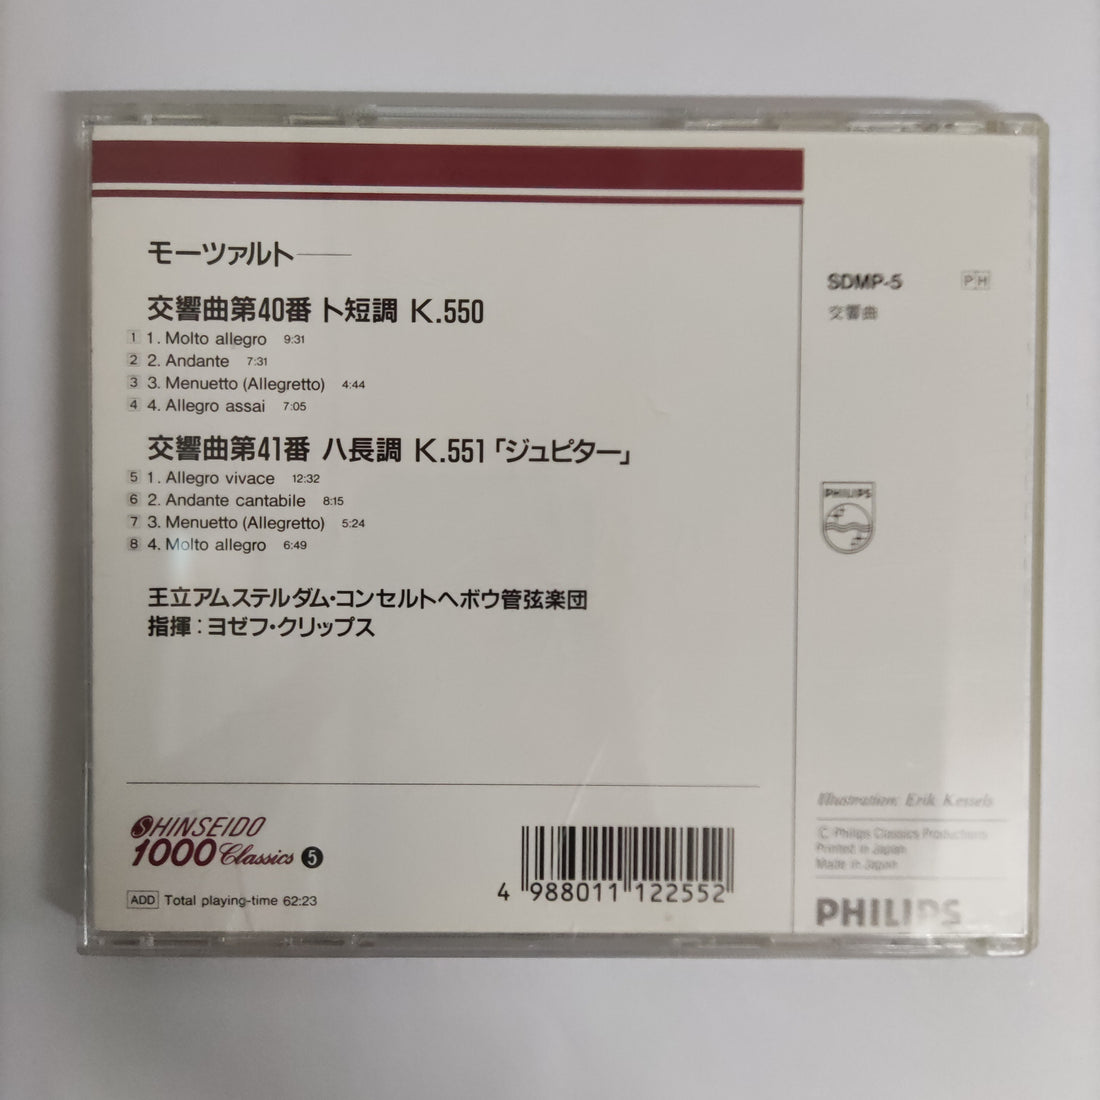 モーツァルト
交響曲第40番 ト短調 K.550
1 1. Molto allegro 9:31
2 2. Andante 7:31
3 3. Menuetto (Allegretto) 4:44
4 4. Allegro assai 7:05
交響曲第41番 ハ長調 K.551「ジュピター」
5 1. Allegro vivace 12:32
6 2. Andante cantabile 8:15
7 3. Menuetto (Allegretto) 5:24
8 4. Molto allegro 6:49
王立アムステルダム・コンセルトヘボウ管弦楽団
指揮：ヨゼフ・クリップス
SHINSEIDO
1000 Classics 5
ADD Total playing-time 62:23
4 988011 122552
SDMP-5 PH
交響曲
PHILIPS
Illustration: Erik Kessels
C Philips Classics Productions
Printed in Japan
Made in Japan
PHILIPS